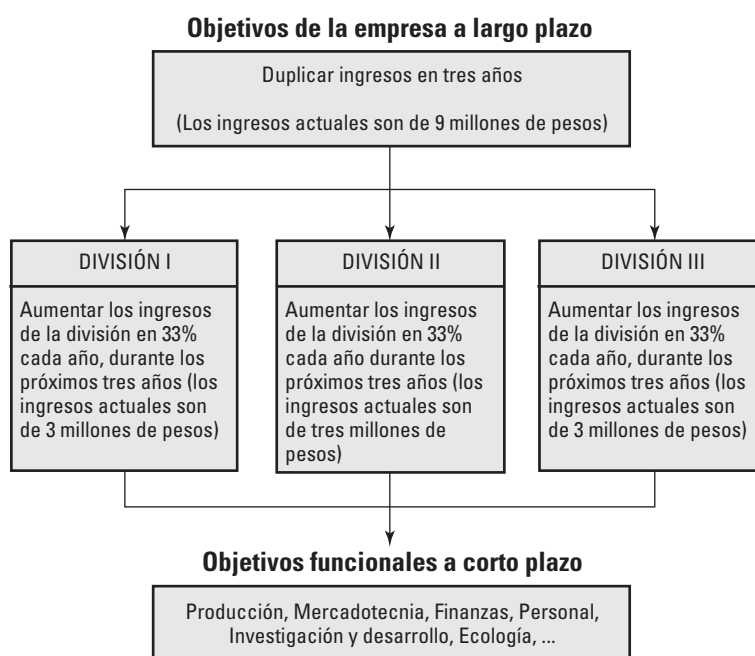 Objetivos de la empresa a largo plazo
Duplicar ingresos en tres años
(Los ingresos actuales son de 9 millones de pesos)
DIVISIÓN I
Aumentar los ingresos
de la división en 33%
cada año, durante los
próximos tres años (los
ingresos actuales son
de 3 millones de pesos)
DIVISIÓN II
Aumentar los ingresos
de la división en 33%
cada año durante los
próximos tres años (los
ingresos actuales son
de tres millones de
pesos)
DIVISIÓN III
Aumentar los ingresos
de la división en 33%
cada año, durante los
próximos tres años (los
ingresos actuales son
de 3 millones de pesos)
Objetivos funcionales a corto plazo
Producción, Mercadotecnia, Finanzas, Personal,
Investigación y desarrollo, Ecología, ...